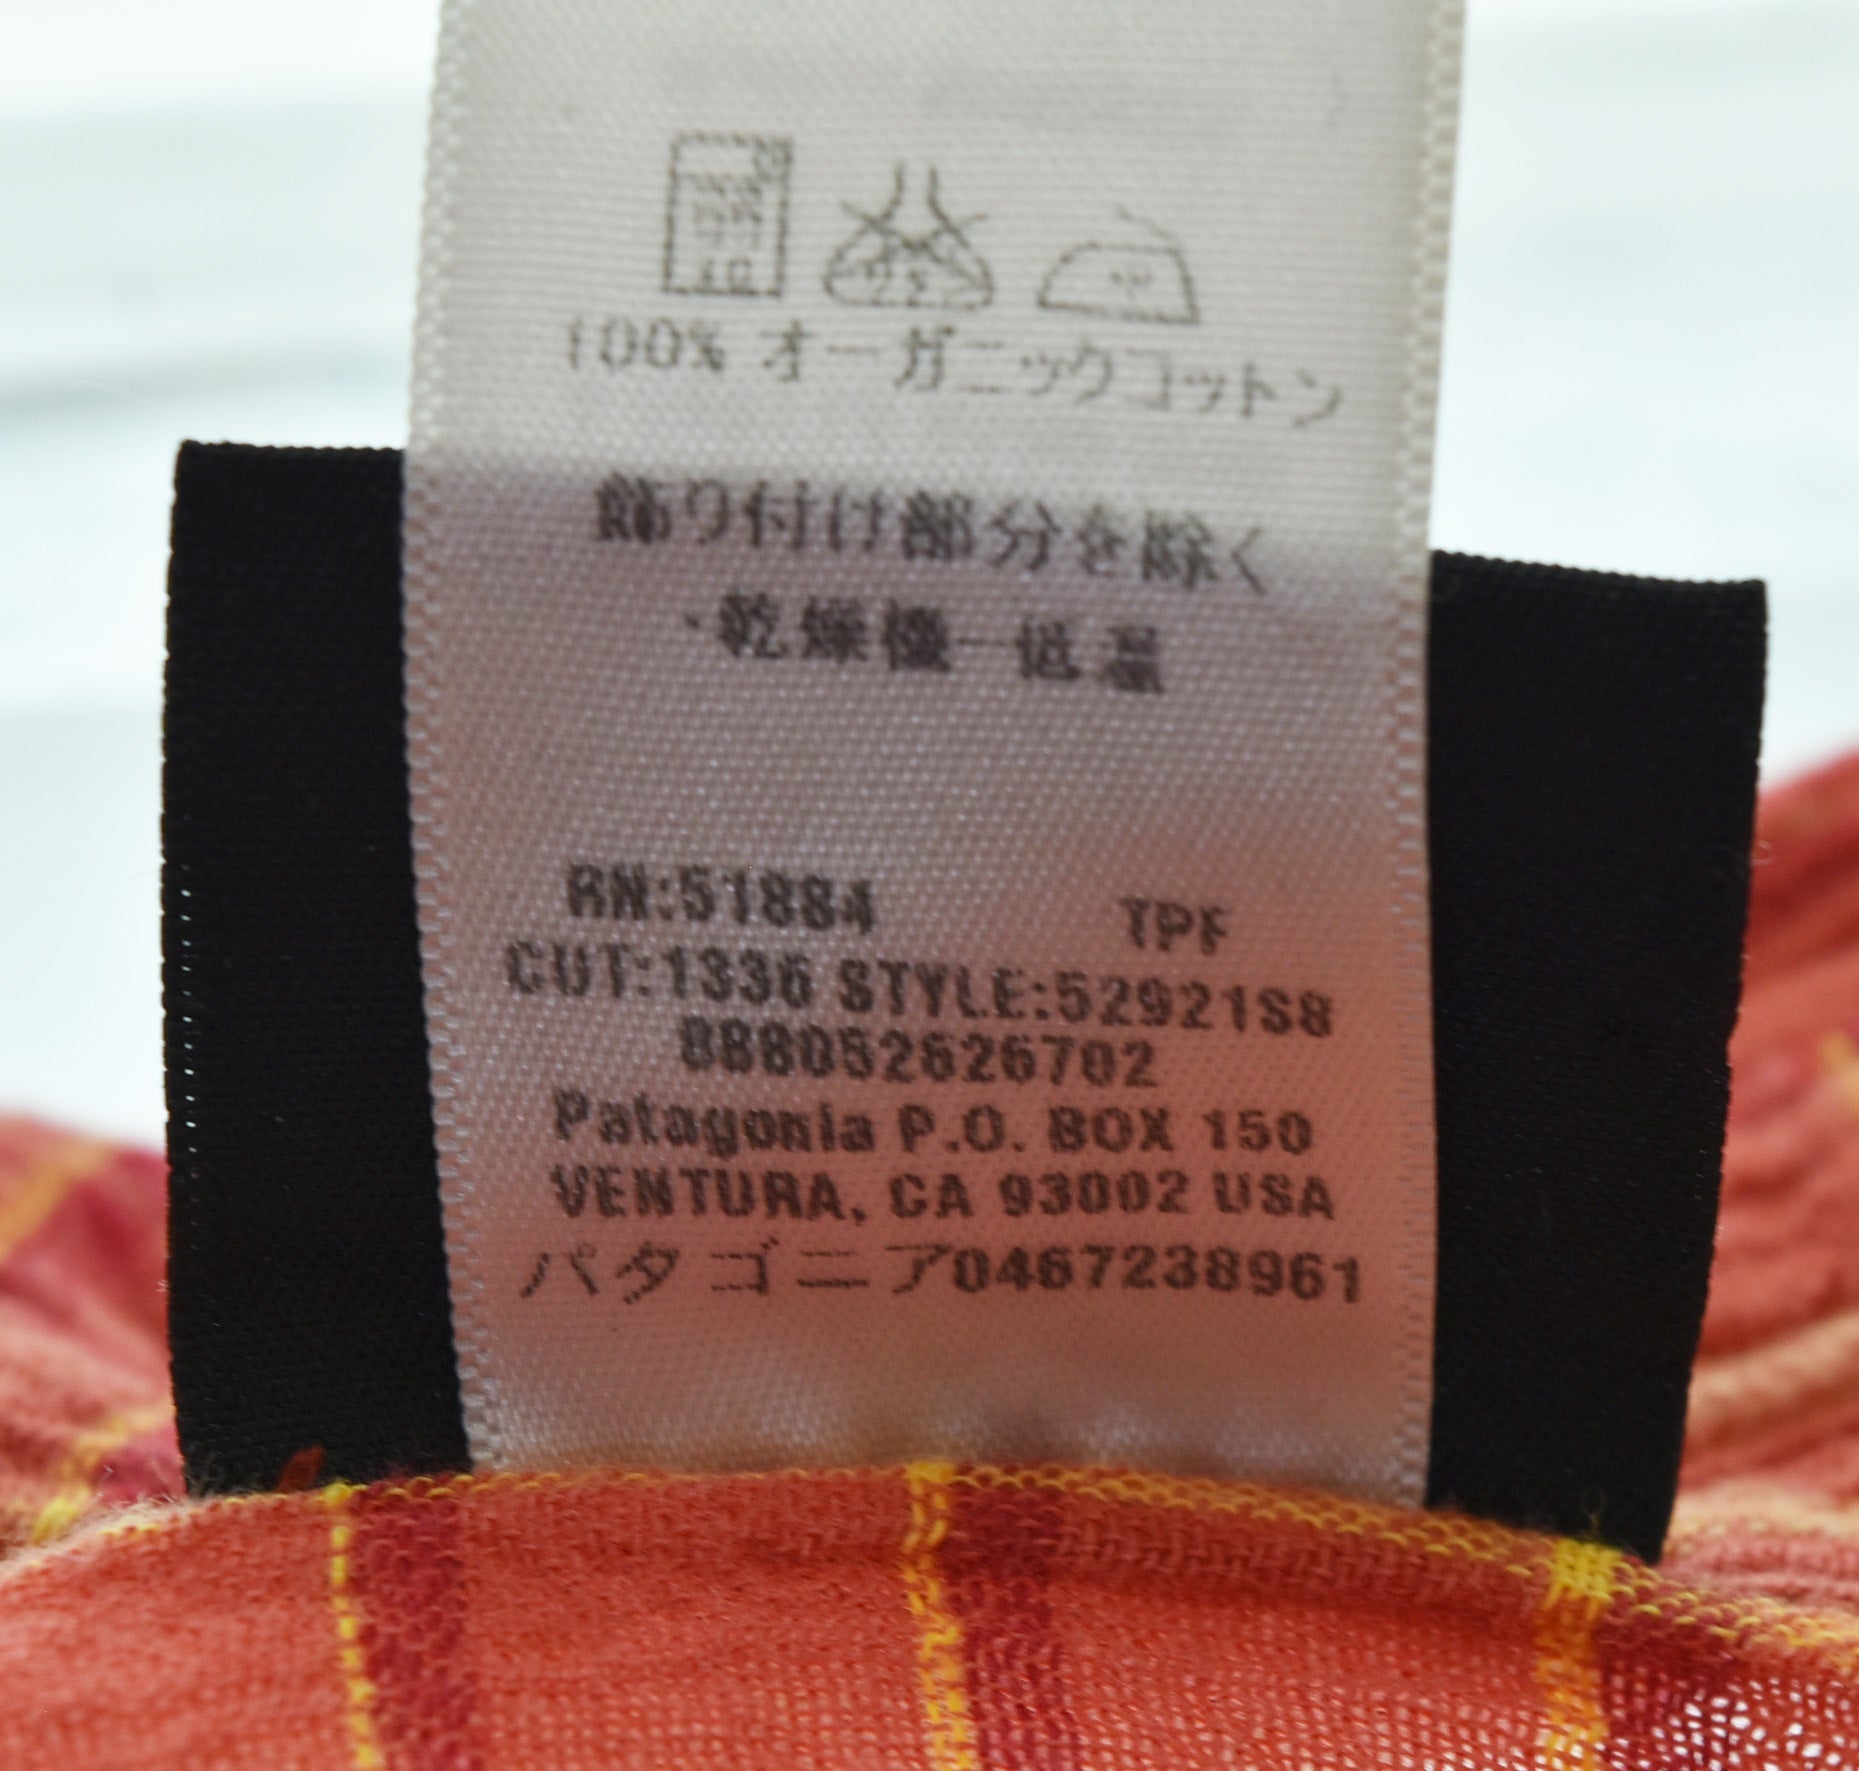 40
100% オーガニックコットン
飾り付け部分を除く
・乾燥機一低温
RN:51884 TPF
CUT:1336 STYLE:52921S8
888052626702
Patagonia P.O. BOX 150
VENTURA, CA 93002 USA
パタゴニア0467238961